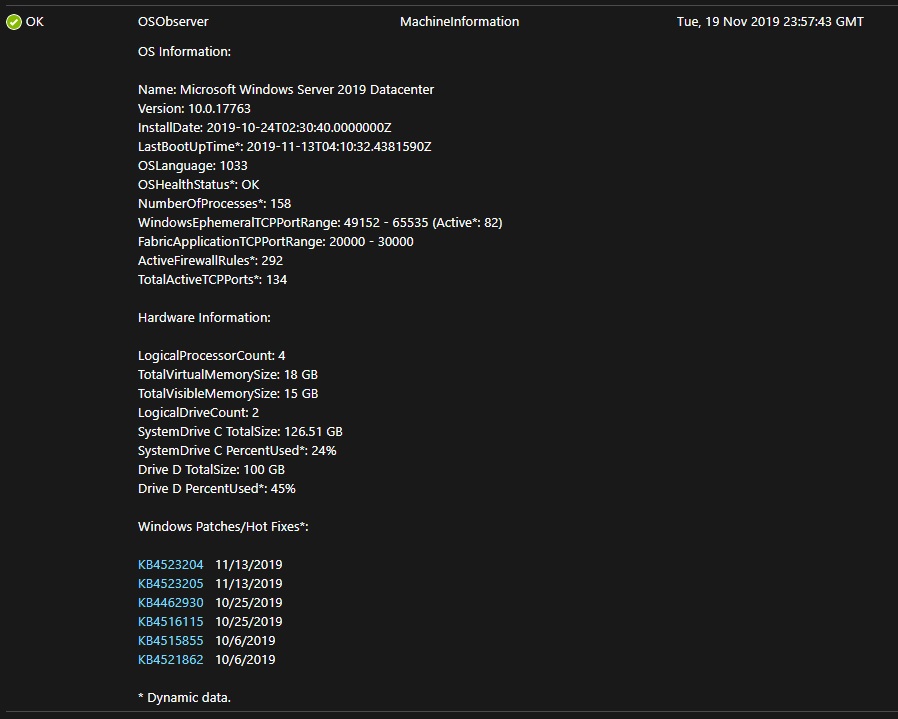 OK OSObserver MachineInformation Tue, 19 Nov 2019 23:57:43 GMT
OS Information:
Name: Microsoft Windows Server 2019 Datacenter
Version: 10.0.17763
InstallDate: 2019-10-24T02:30:40.0000000Z
LastBootUpTime*: 2019-11-13T04:10:32.4381590Z
OSLanguage: 1033
OSHealthStatus*: OK
NumberOfProcesses*: 158
WindowsEphemeralTCPPortRange: 49152 - 65535 (Active*: 82)
FabricApplicationTCPPortRange: 20000 - 30000
ActiveFirewallRules*: 292
TotalActiveTCPPorts*: 134
Hardware Information:
LogicalProcessorCount: 4
TotalVirtualMemorySize: 18 GB
TotalVisibleMemorySize: 15 GB
LogicalDriveCount: 2
SystemDrive C TotalSize: 126.51 GB
SystemDrive C PercentUsed*: 24%
Drive D TotalSize: 100 GB
Drive D PercentUsed*: 45%
Windows Patches/Hot Fixes*:
KB4523204 11/13/2019
KB4523205 11/13/2019
KB4462930 10/25/2019
KB4516115 10/25/2019
KB4515855 10/6/2019
KB4521862 10/6/2019
* Dynamic data.